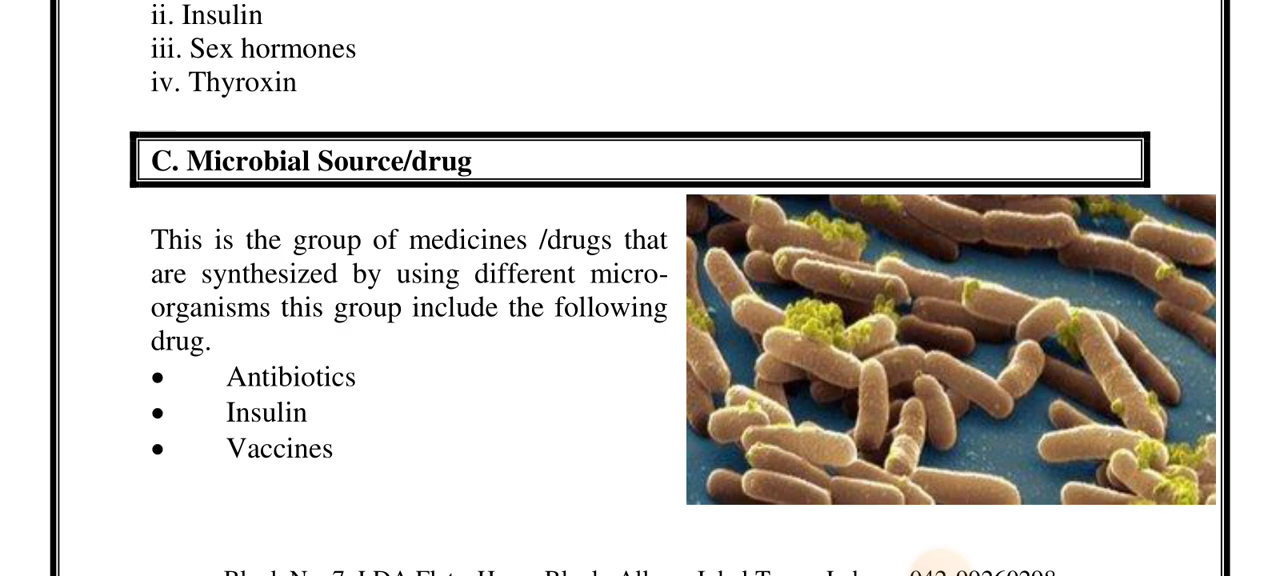 ii. Insulin
iii. Sex hormones
iv. Thyroxin
C. Microbial Source/drug
This is the group of medicines /drugs that
are synthesized by using different micro-
organisms this group include the following
drug.
• Antibiotics
• Insulin
• Vaccines